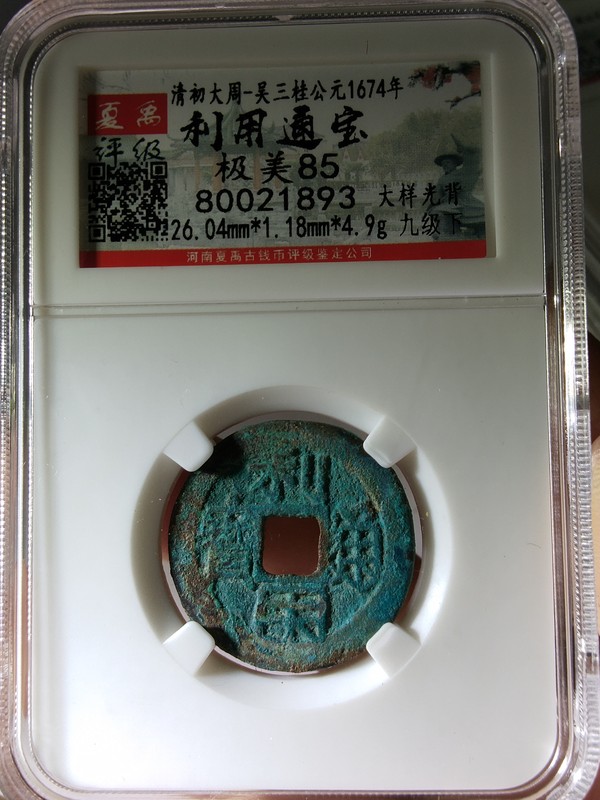 清初大周-吴三桂公元1674年
夏禹
评级
利用通宝
极美85
80021893 大样光背
26.04mm*1.18mm*4.9g 九级下
河南夏禹古钱币评级鉴定公司
利用通寶